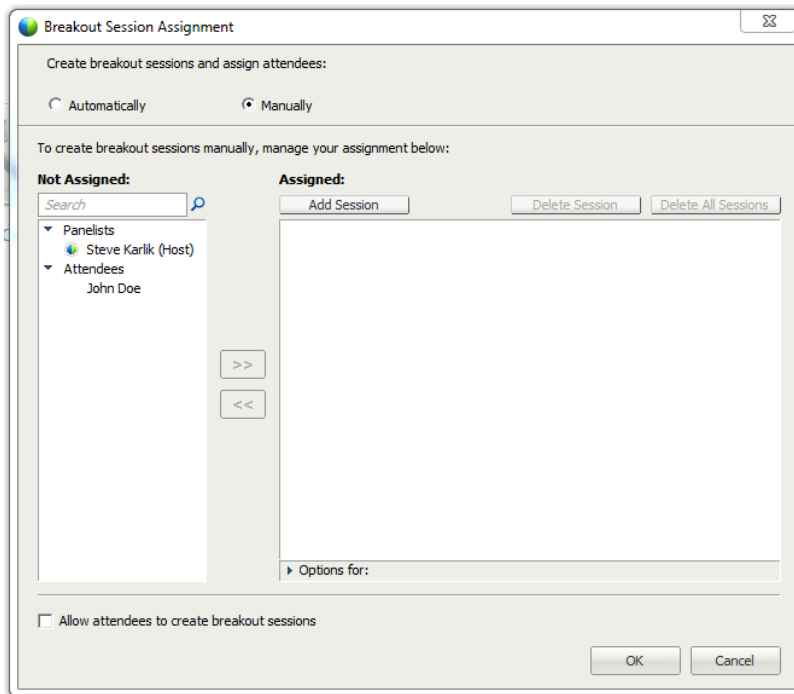 Breakout Session Assignment
Create breakout sessions and assign attendees:
Automatically
Manually
To create breakout sessions manually, manage your assignment below:
Not Assigned:
Assigned:
Search
Add Session
Delete Session
Delete All Sessions
Panelists
Steve Karlik (Host)
Attendees
John Doe
>>
<<
Options for:
Allow attendees to create breakout sessions
OK
Cancel